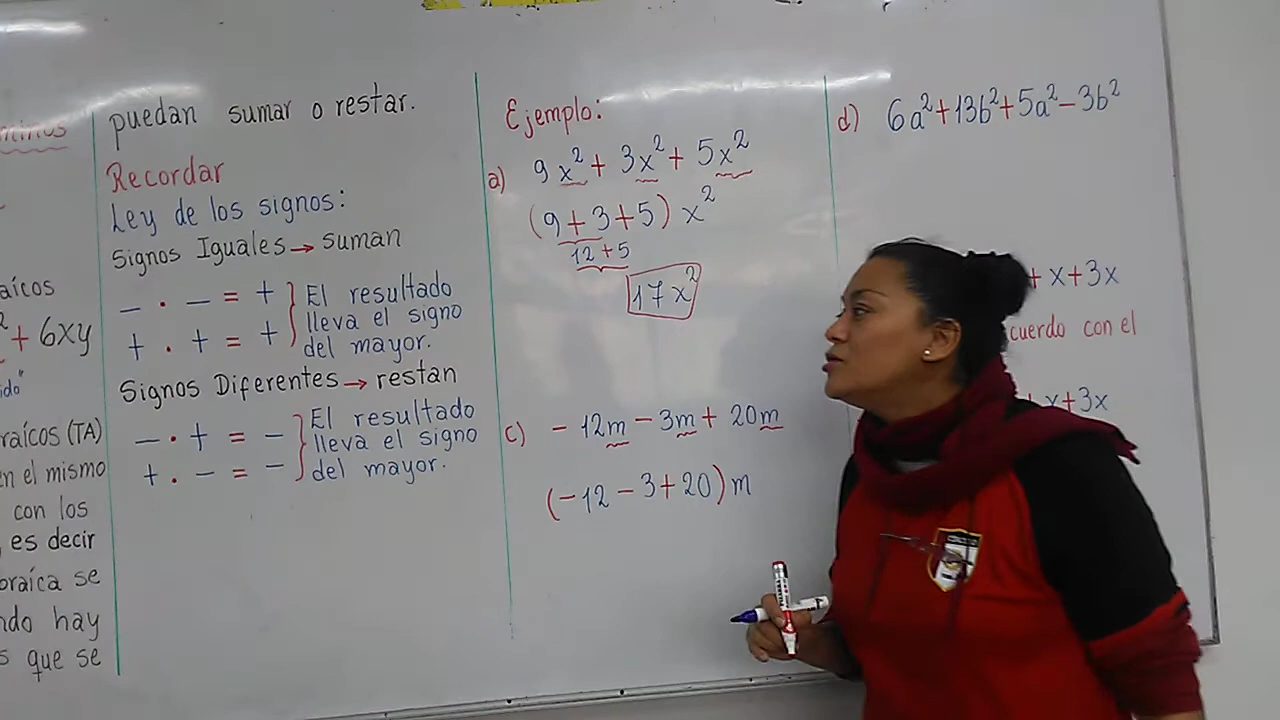 minos
aícos
² + 6xy
ido"
raícos (TA)
en el mismo
con los
, es decir
braíca se
ndo hay
s que se
puedan sumar o restar.
Recordar
Ley de los signos:
Signos Iguales → suman
− · − = +
+ · + = +
El resultado
lleva el signo
del mayor.
Signos Diferentes → restan
− · + = −
+ · − = −
El resultado
lleva el signo
del mayor.
Ejemplo:
a) 9x² + 3x² + 5x²
(9 + 3 + 5) x²
12 + 5
17x²
c) − 12m − 3m + 20m
(−12 − 3 + 20) m
d) 6a² + 13b² + 5a² − 3b²
+ x + 3x
cuerdo con el
+ x + 3x